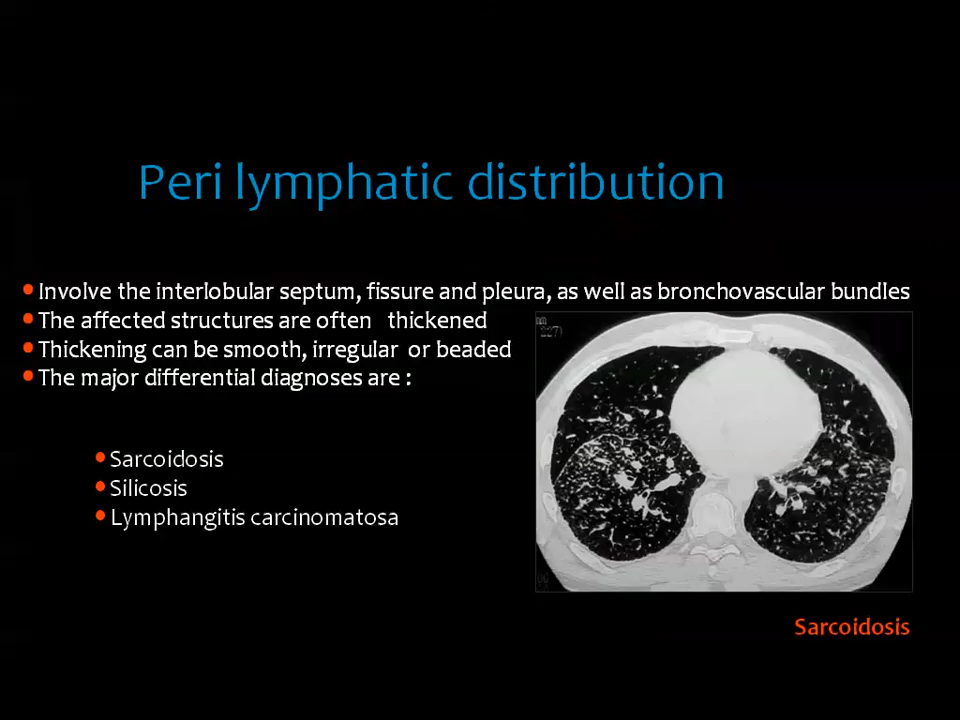 Peri lymphatic distribution
Involve the interlobular septum, fissure and pleura, as well as bronchovascular bundles
The affected structures are often thickened
Thickening can be smooth, irregular or beaded
The major differential diagnoses are :
Sarcoidosis
Silicosis
Lymphangitis carcinomatosa
Sarcoidosis